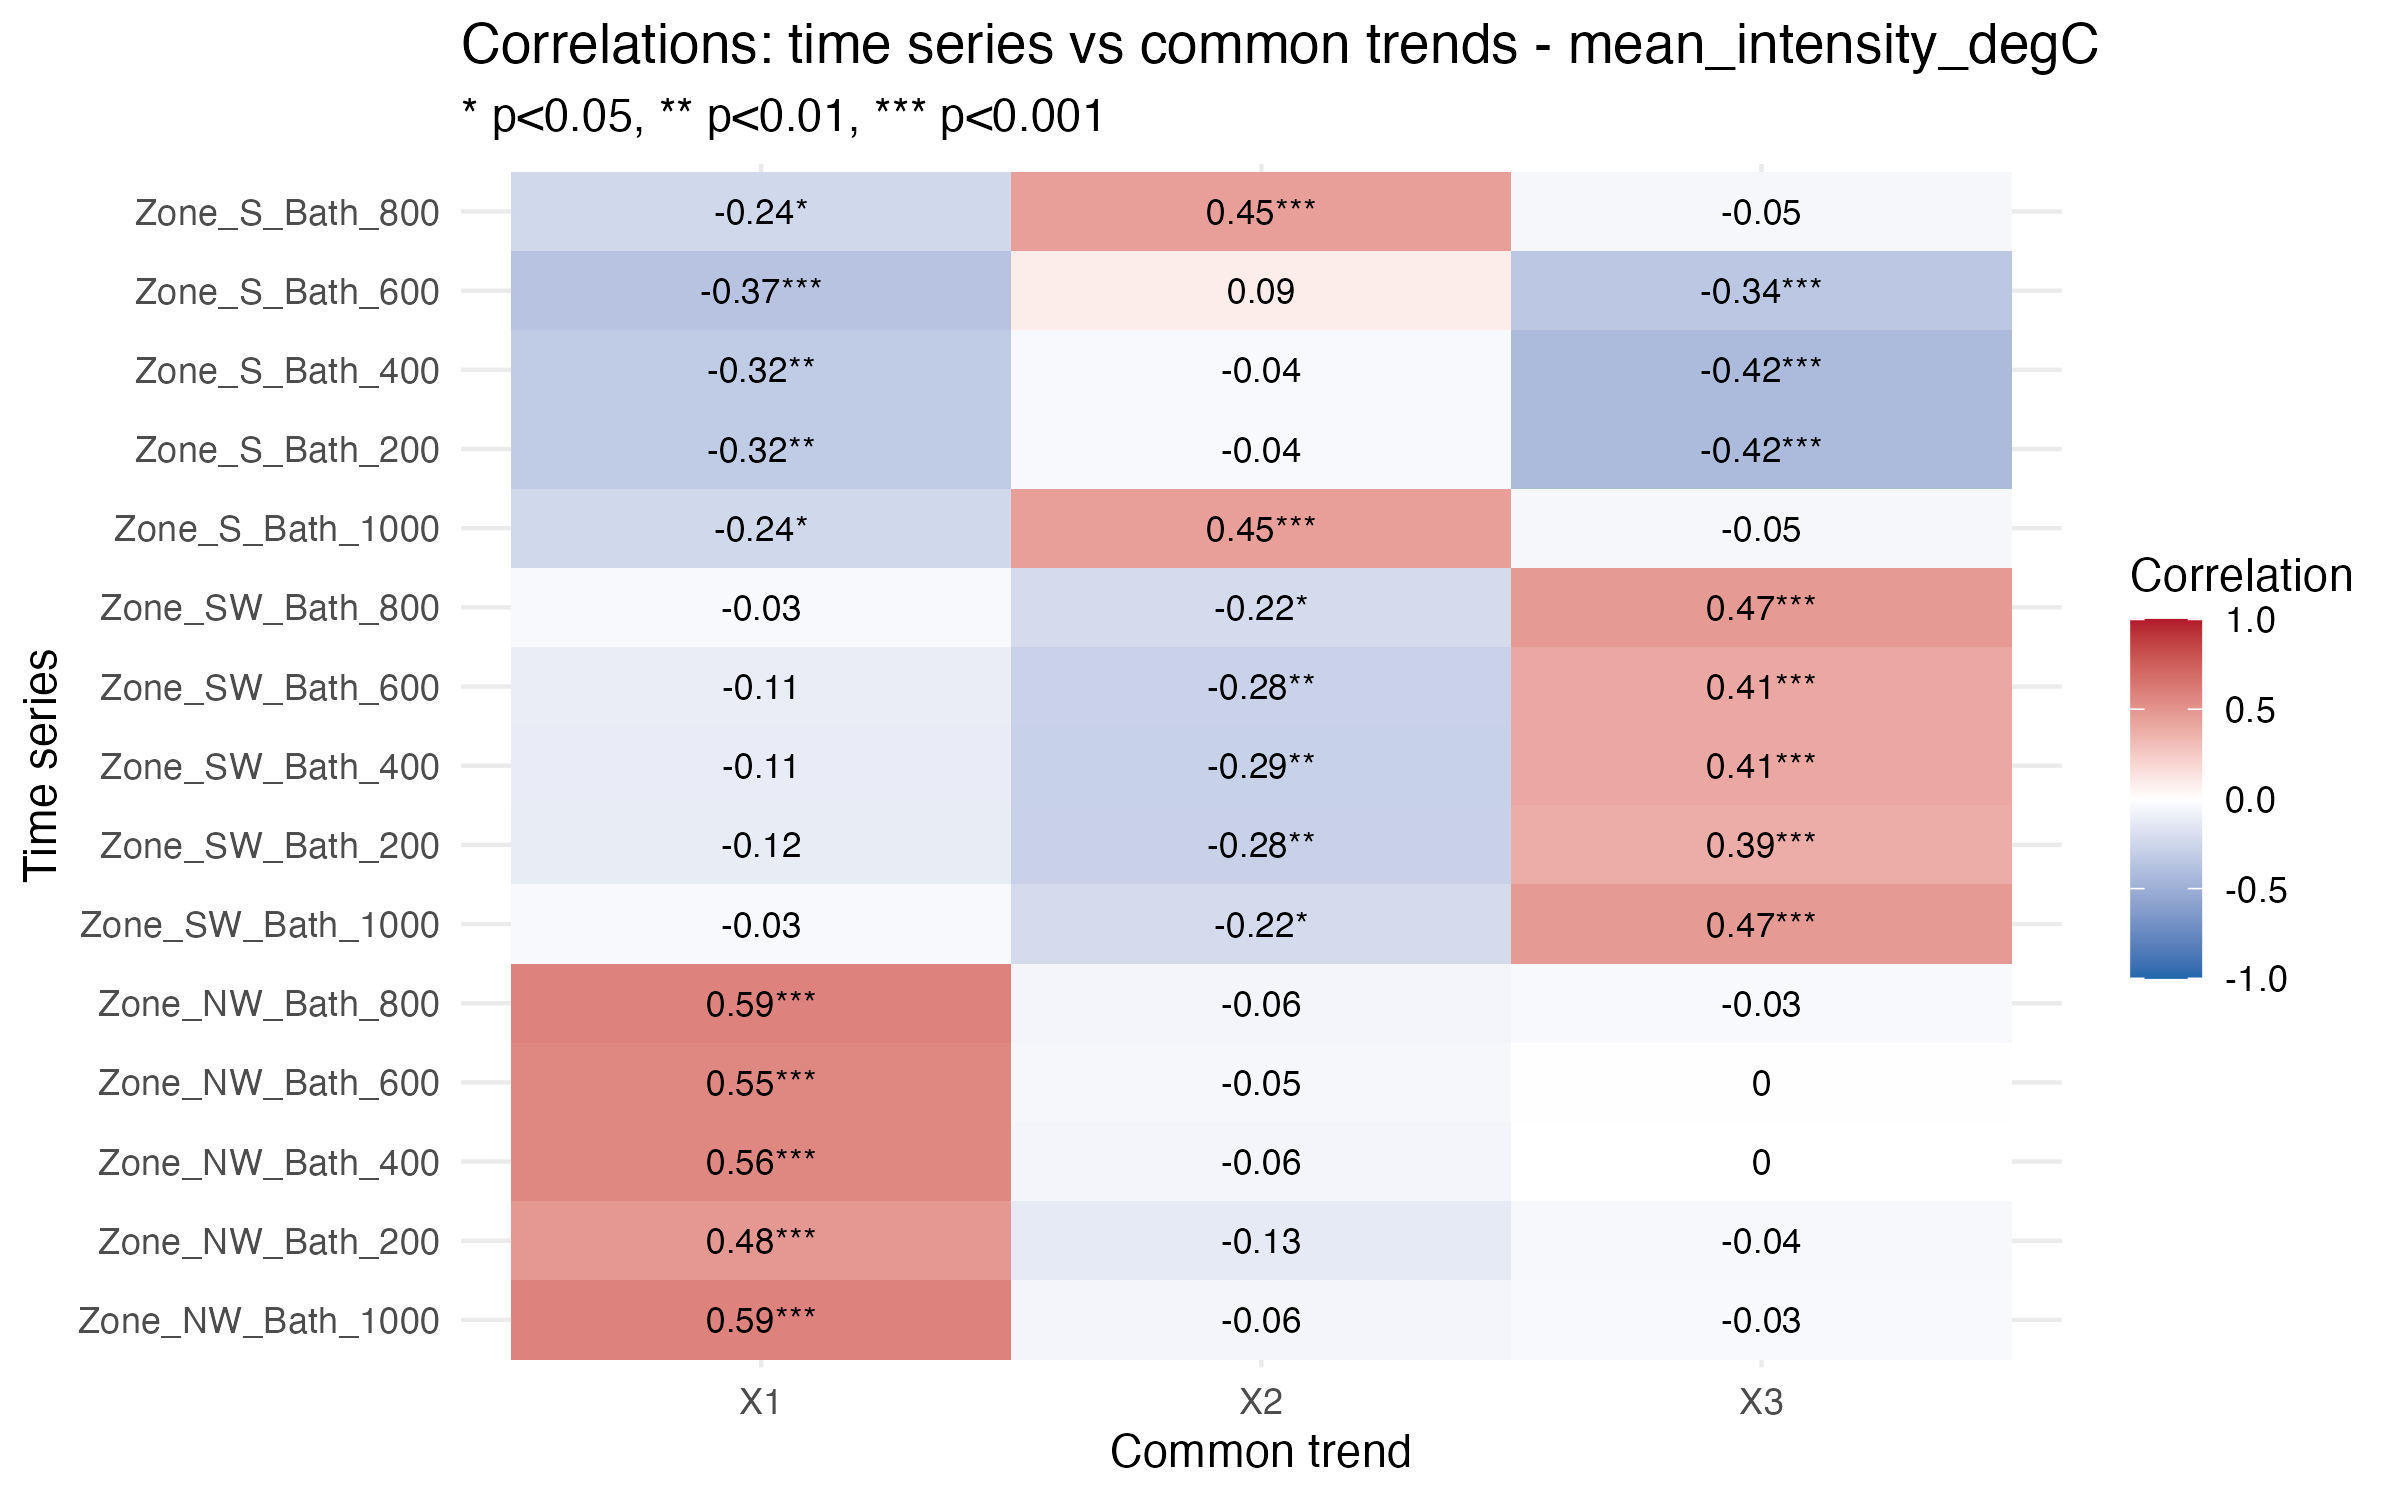 Correlations: time series vs common trends - mean_intensity_degC
* p<0.05, ** p<0.01, *** p<0.001
Zone_S_Bath_800 -0.24* 0.45*** -0.05
Zone_S_Bath_600 -0.37*** 0.09 -0.34***
Zone_S_Bath_400 -0.32** -0.04 -0.42***
Zone_S_Bath_200 -0.32** -0.04 -0.42***
Zone_S_Bath_1000 -0.24* 0.45*** -0.05
Zone_SW_Bath_800 -0.03 -0.22* 0.47***
Zone_SW_Bath_600 -0.11 -0.28** 0.41***
Zone_SW_Bath_400 -0.11 -0.29** 0.41***
Zone_SW_Bath_200 -0.12 -0.28** 0.39***
Zone_SW_Bath_1000 -0.03 -0.22* 0.47***
Zone_NW_Bath_800 0.59*** -0.06 -0.03
Zone_NW_Bath_600 0.55*** -0.05 0
Zone_NW_Bath_400 0.56*** -0.06 0
Zone_NW_Bath_200 0.48*** -0.13 -0.04
Zone_NW_Bath_1000 0.59*** -0.06 -0.03
X1 X2 X3
Common trend
Time series
Correlation
1.0
0.5
0.0
-0.5
-1.0